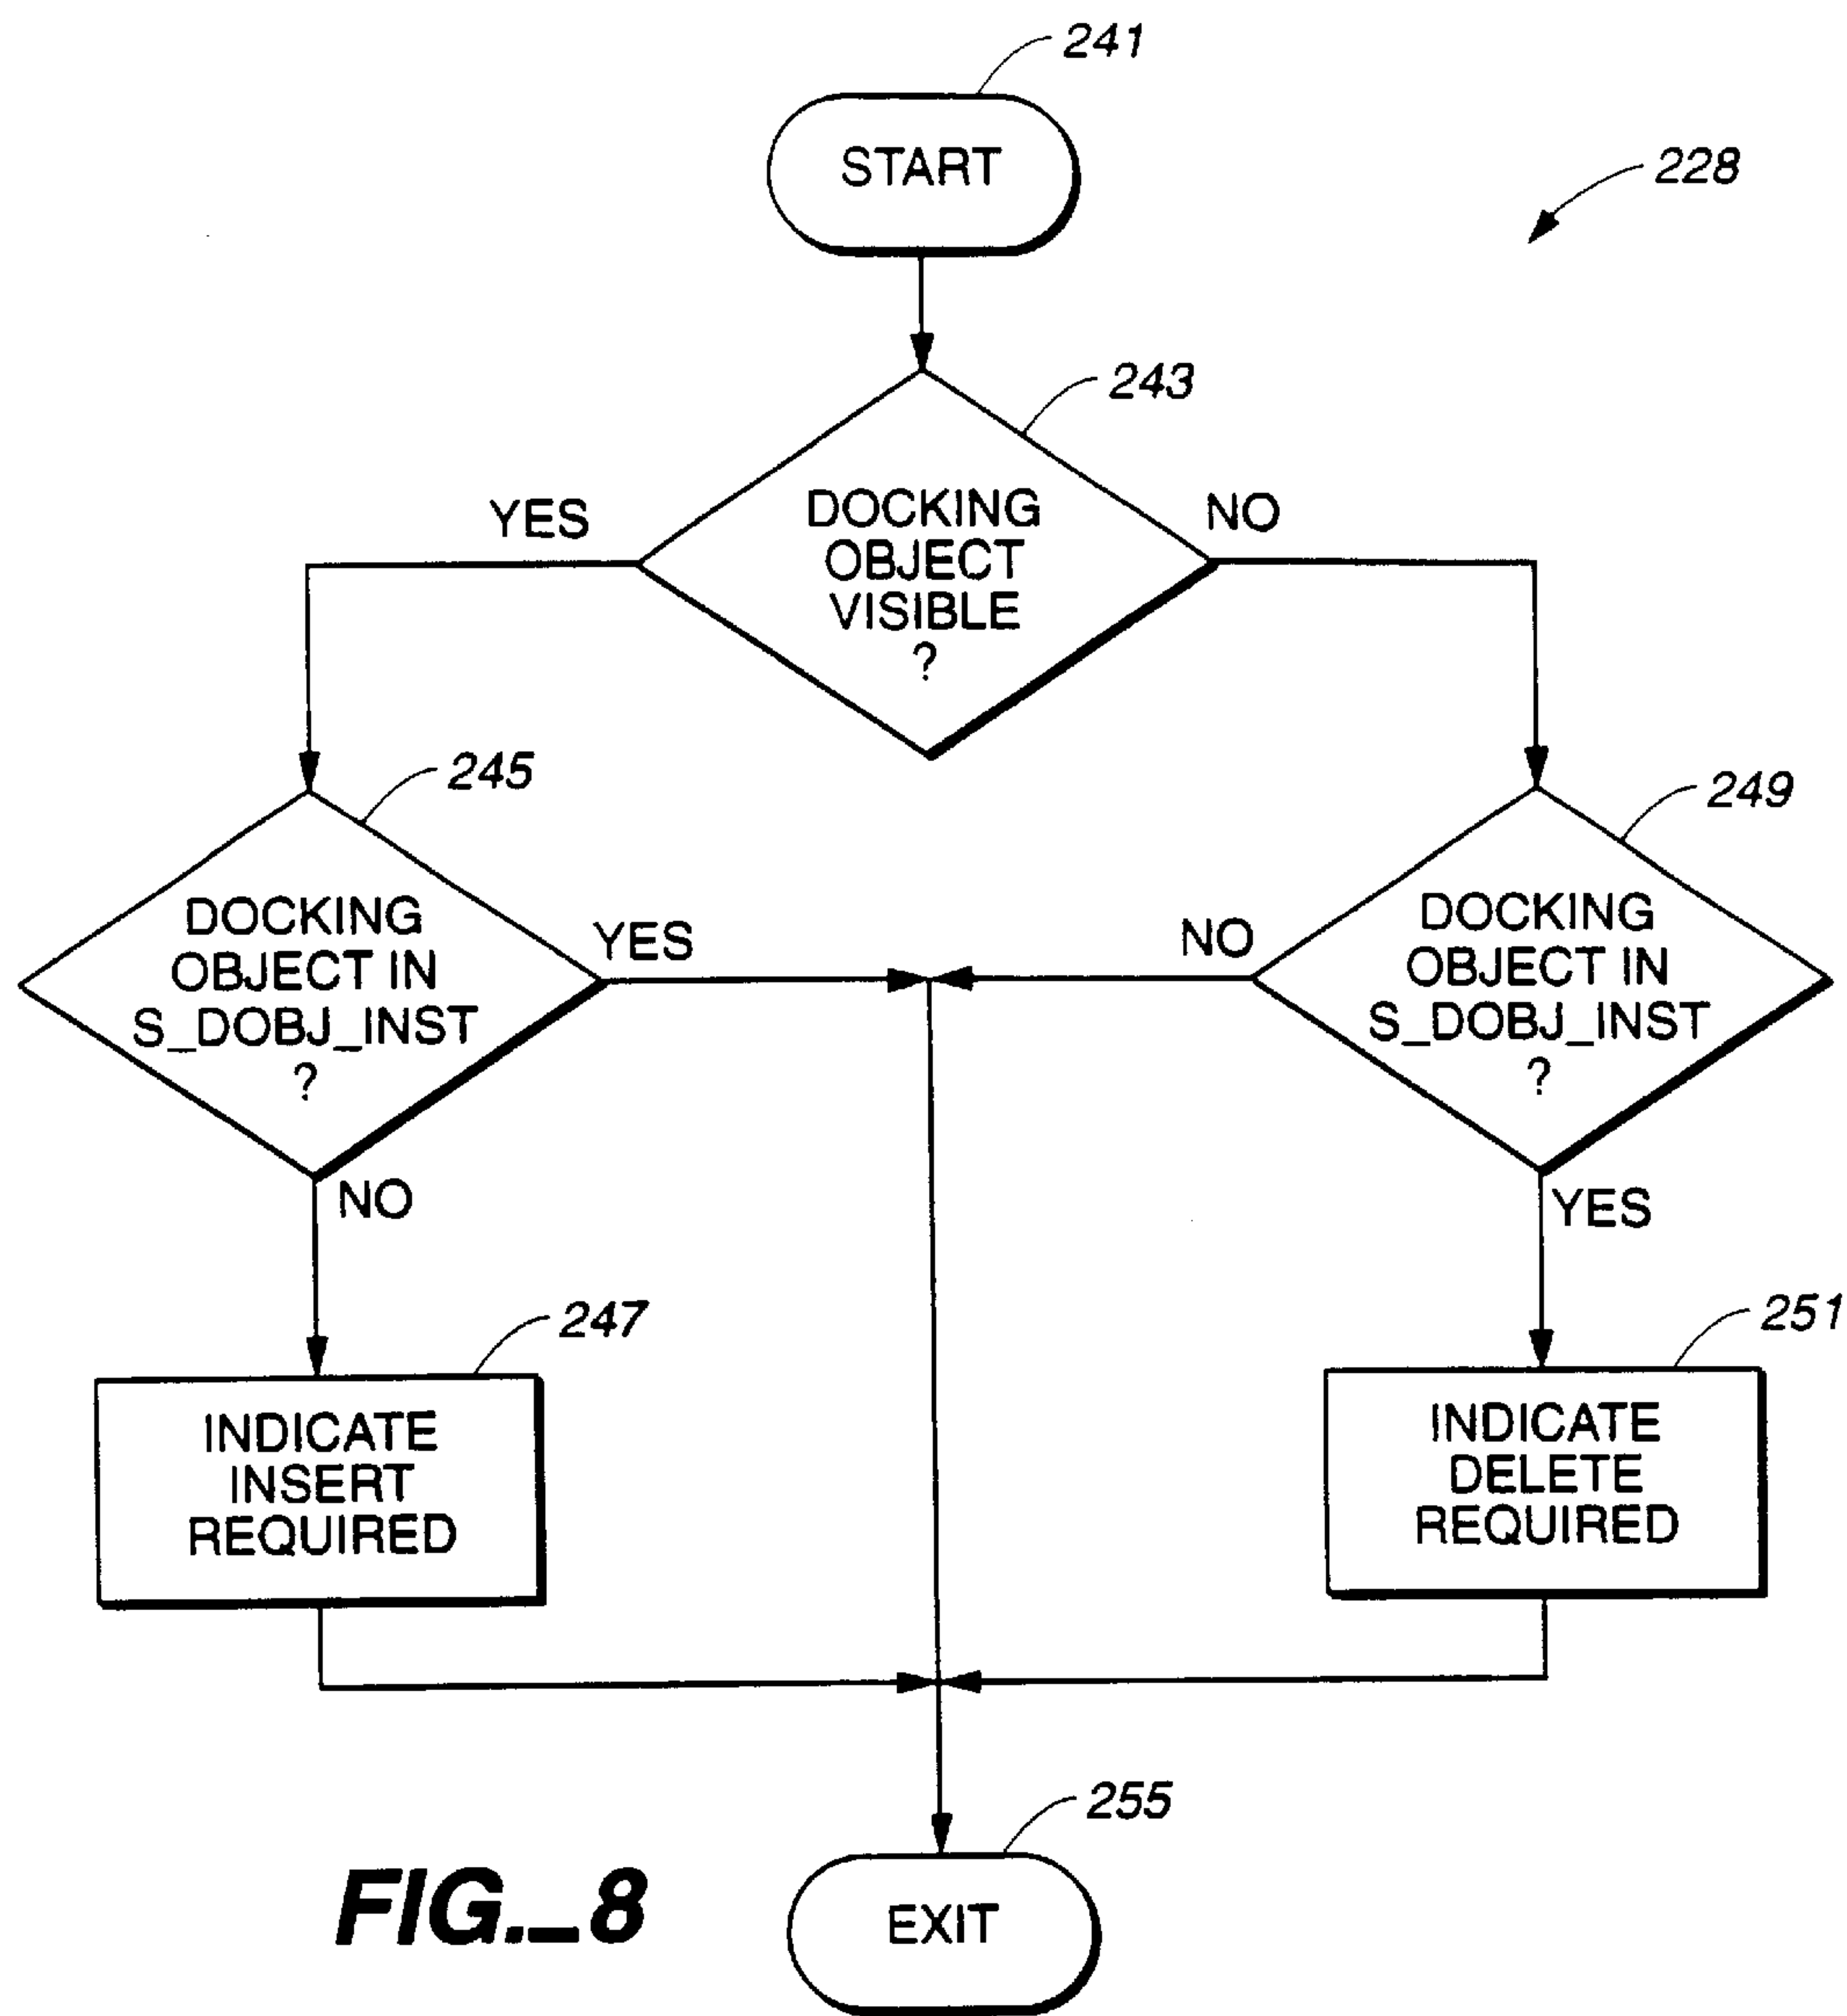 241
START
228
243
YES
NO
DOCKING
OBJECT
VISIBLE
?
245
249
DOCKING
OBJECT IN
S_DOBJ_INST
?
YES
NO
DOCKING
OBJECT IN
S_DOBJ_INST
?
NO
YES
247
251
INDICATE
INSERT
REQUIRED
INDICATE
DELETE
REQUIRED
255
EXIT
FIG._8